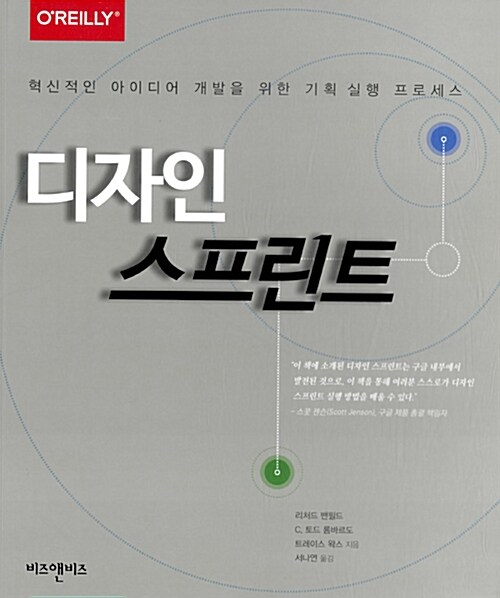 O'REILLY®
혁신적인 아이디어 개발을 위한 기획 실행 프로세스
디자인
스프린트
"이 책에 소개된 디자인 스프린트는 구글 내부에서
발전된 것으로, 이 책을 통해 여러분 스스로가 디자인
스프린트 실행 방법을 배울 수 있다."
- 스콧 젠슨(Scott Jenson), 구글 제품 총괄 책임자
리처드 밴필드
C. 토드 롬바르도
트레이스 왁스 지음
서나연 옮김
비즈앤비즈